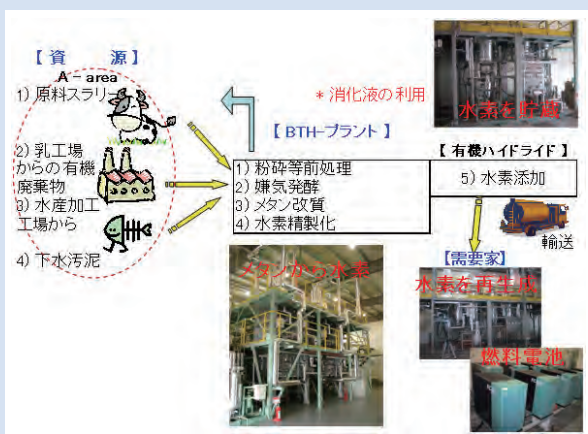 【 資　源 】
A - area
1) 原料スラリー
2) 乳工場
からの有機
廃棄物
3) 水産加工
工場から
4) 下水汚泥
* 消化液の利用
【 BTH-プラント 】
1) 粉砕等前処理
2) 嫌気発酵
3) メタン改質
4) 水素精製化
メタンから水素
水素を貯蔵
【 有機ハイドライド 】
5) 水素添加
輸送
【需要家】
水素を再生成
燃料電池